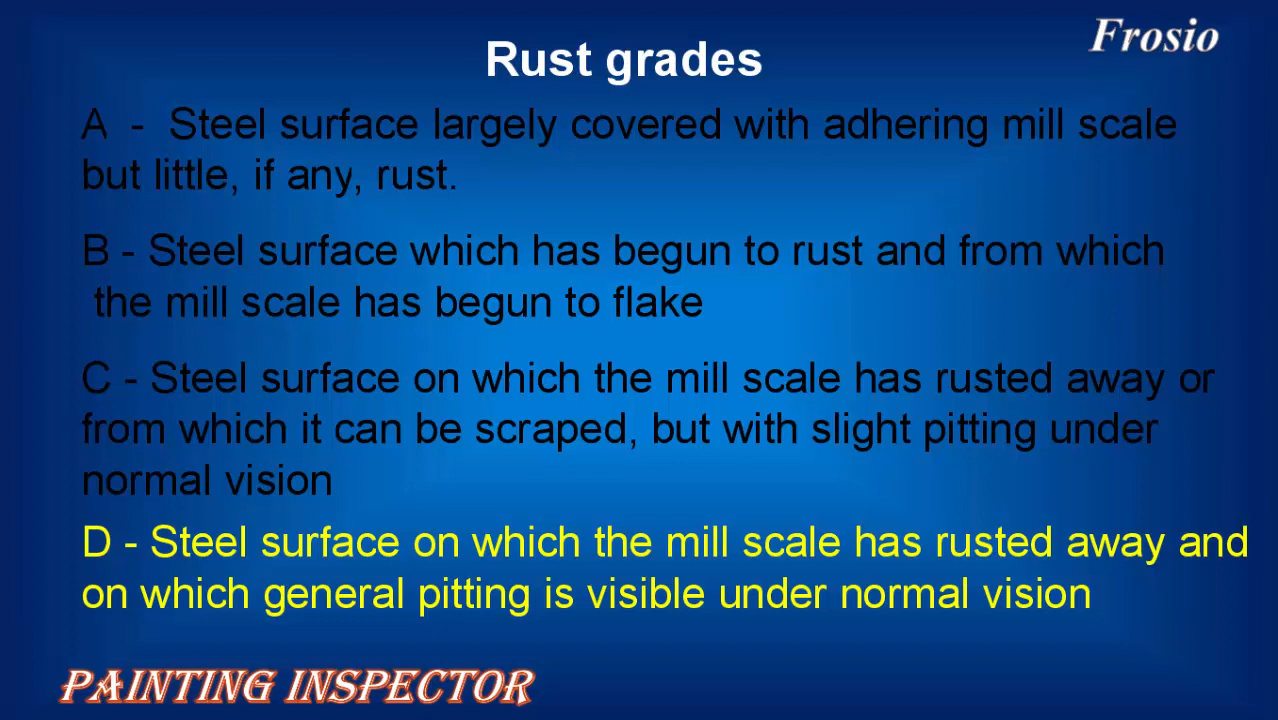 Frosio
Rust grades
A - Steel surface largely covered with adhering mill scale
but little, if any, rust.
B - Steel surface which has begun to rust and from which
the mill scale has begun to flake
C - Steel surface on which the mill scale has rusted away or
from which it can be scraped, but with slight pitting under
normal vision
D - Steel surface on which the mill scale has rusted away and
on which general pitting is visible under normal vision
PAINTING INSPECTOR